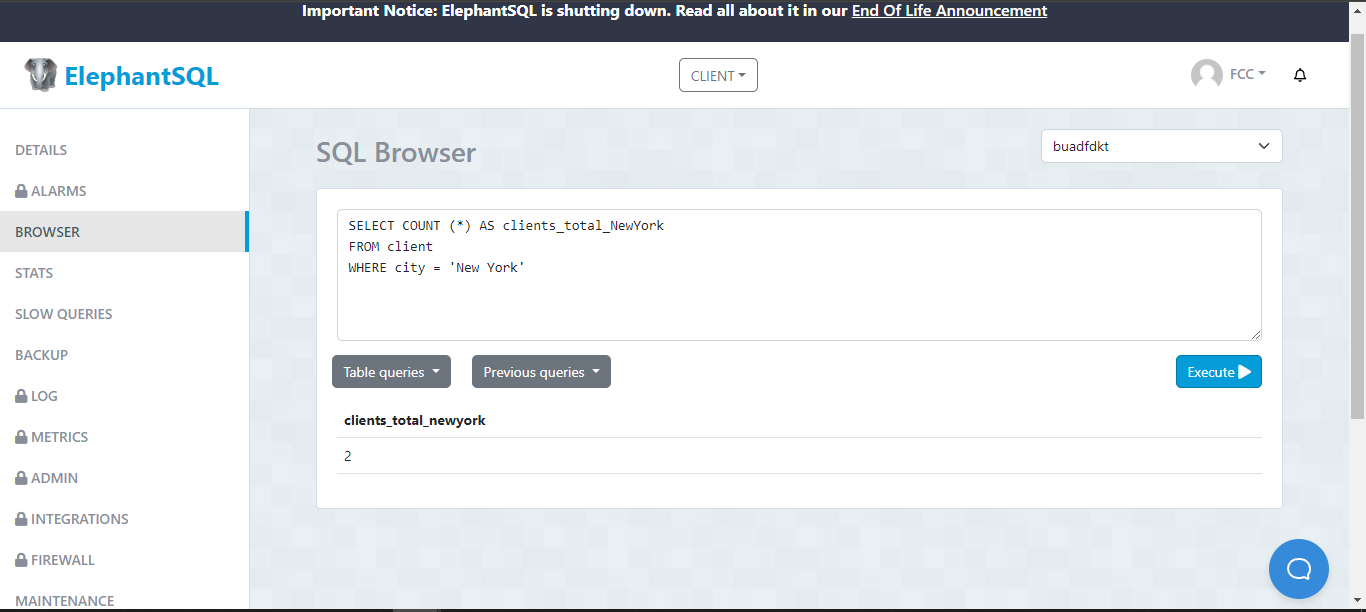 Important Notice: ElephantSQL is shutting down. Read all about it in our End Of Life Announcement
ElephantSQL
CLIENT
FCC
DETAILS
ALARMS
BROWSER
STATS
SLOW QUERIES
BACKUP
LOG
METRICS
ADMIN
INTEGRATIONS
FIREWALL
MAINTENANCE
SQL Browser
buadfdkt
SELECT COUNT (*) AS clients_total_NewYork
FROM client
WHERE city = 'New York'
Table queries
Previous queries
Execute
clients_total_newyork
2